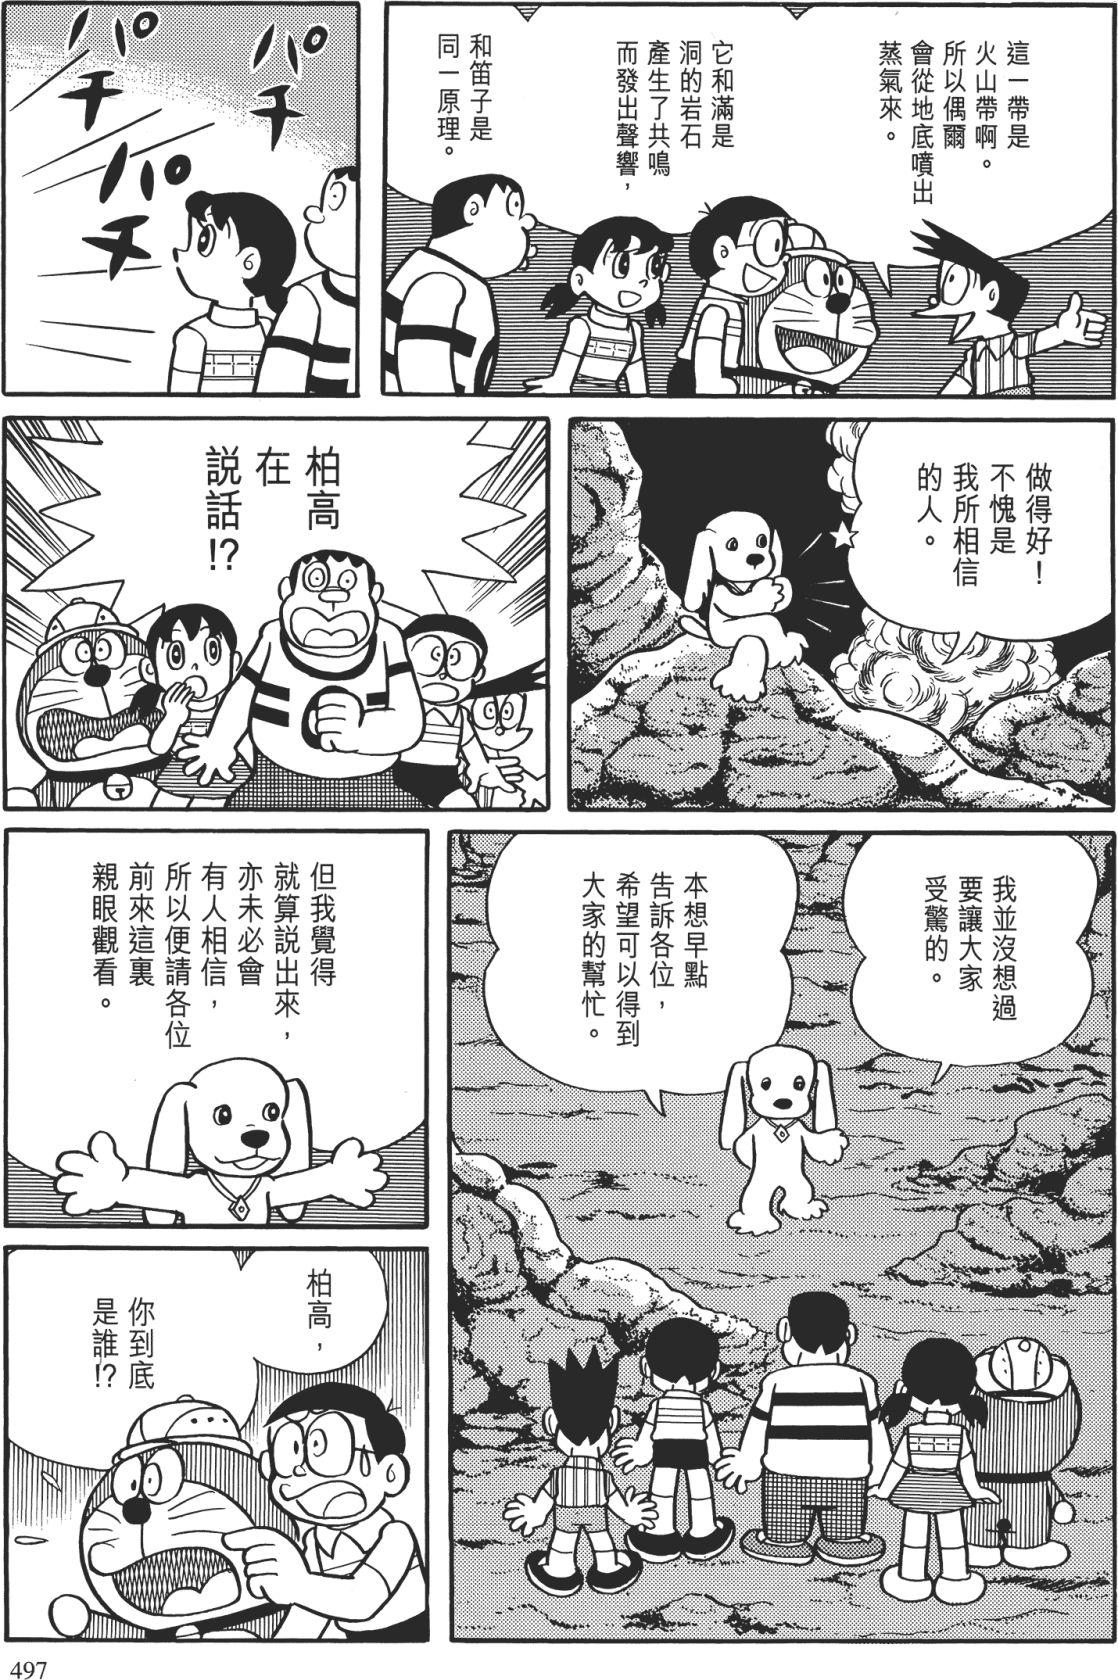 這一帶是
火山帶啊。
所以偶爾
會從地底噴出
蒸氣來。
它和滿是
洞的岩石
產生了共鳴
而發出聲響，
和笛子是
同一原理。
パチ
パチ
パチ
做得好！
不愧是
我所相信
的人。
柏高
在
說話!?
我並沒想過
要讓大家
受驚的。
本想早點
告訴各位，
希望可以得到
大家的幫忙。
但我覺得
就算説出來，
亦未必會
有人相信，
所以便請各位
前來這裏
親眼觀看。
柏高，
你到底
是誰!?
497